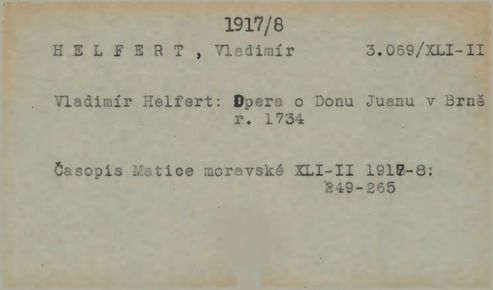 1917/8
HELFERT, Vladimír 3.069/XLI-II
Vladimír Helfert: Opera o Donu Juanu v Brně
r. 1734
Časopis Matice moravské XLI-II 1917-8:
249-265